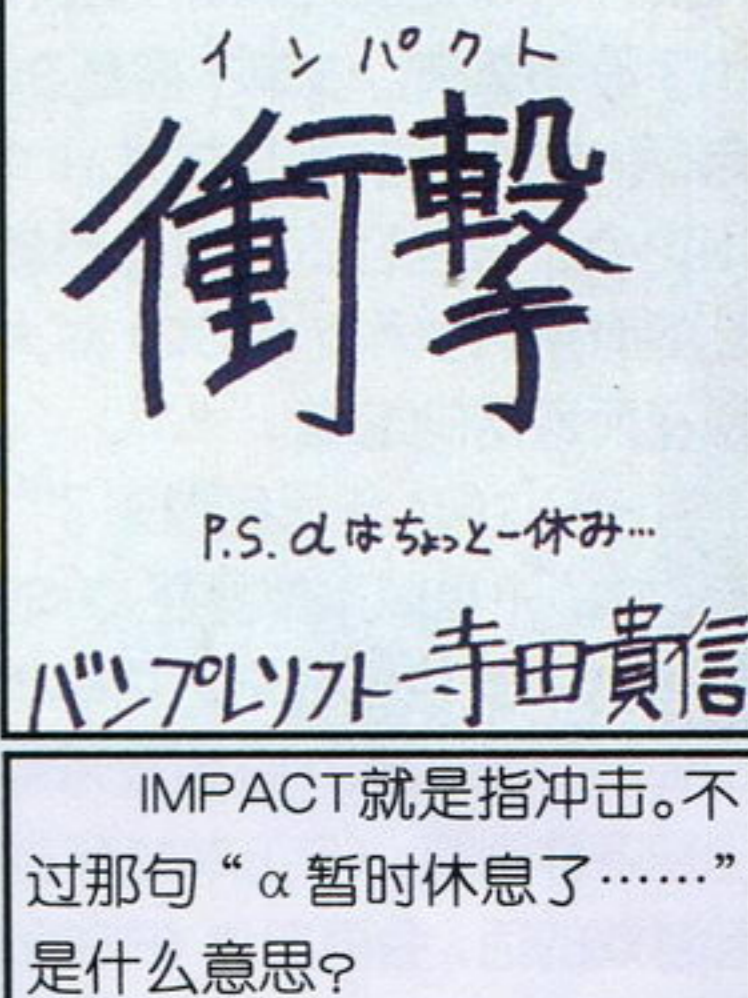 インパクト
衝撃
P.S. αはちょっと一休み…
バンプレソフト 寺田貴信
IMPACT就是指冲击。不
过那句“α暂时休息了……”
是什么意思?